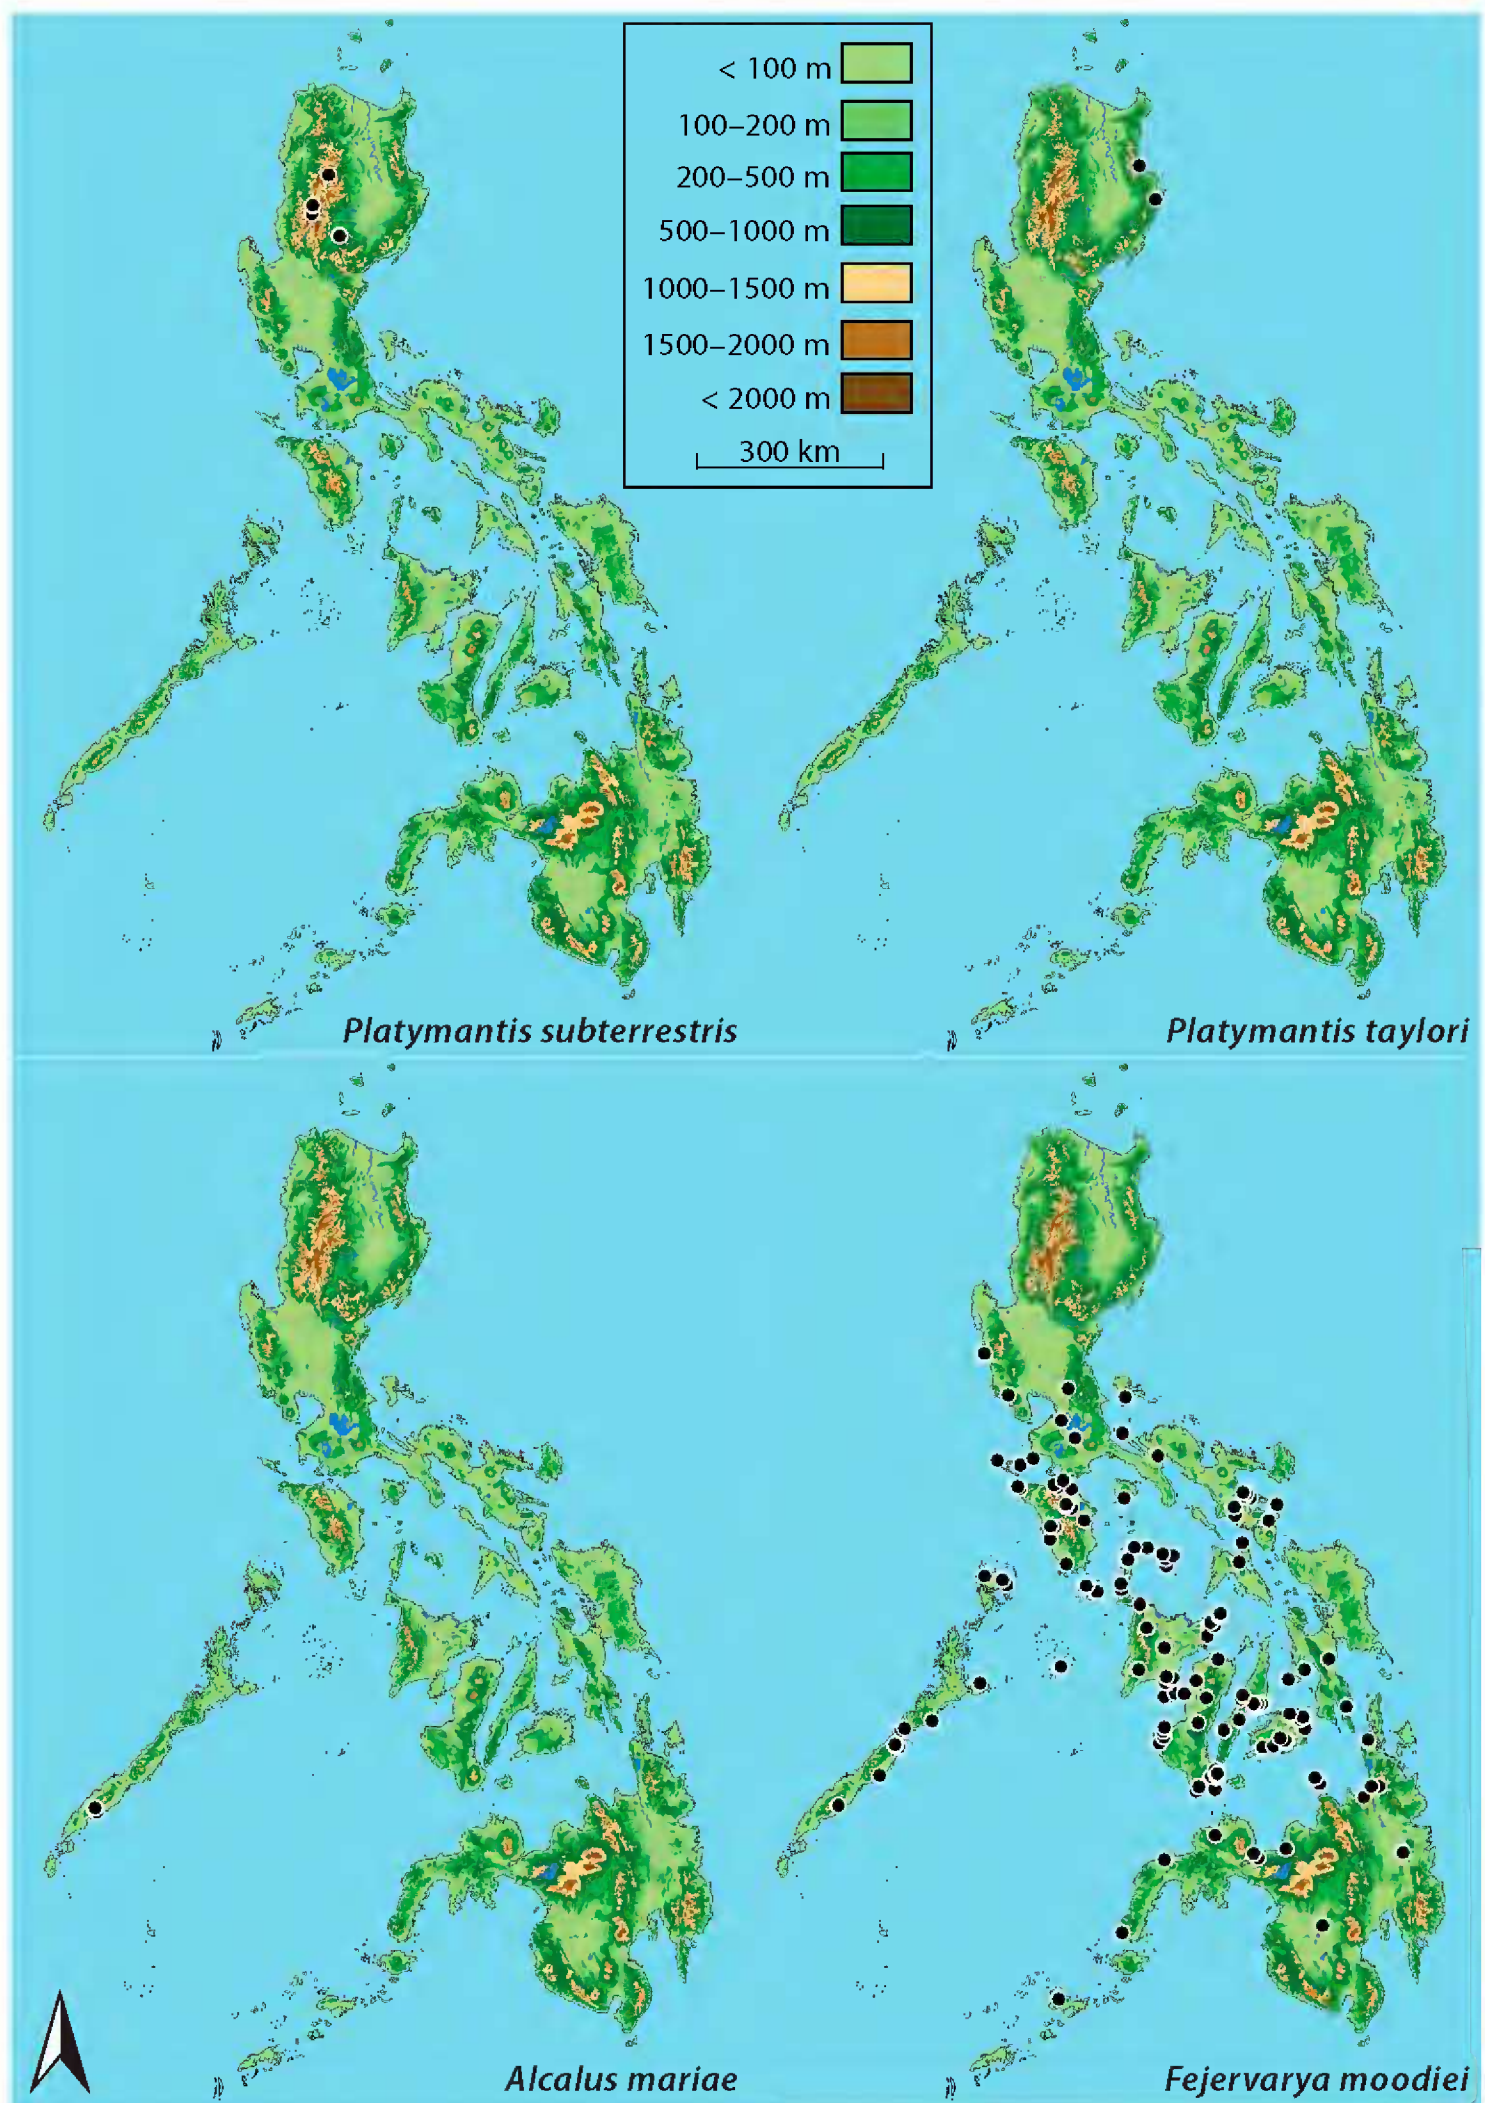 < 100 m
100–200 m
200–500 m
500–1000 m
1000–1500 m
1500–2000 m
< 2000 m
300 km
Platymantis subterrestris
Platymantis taylori
Alcalus mariae
Fejervarya moodiei